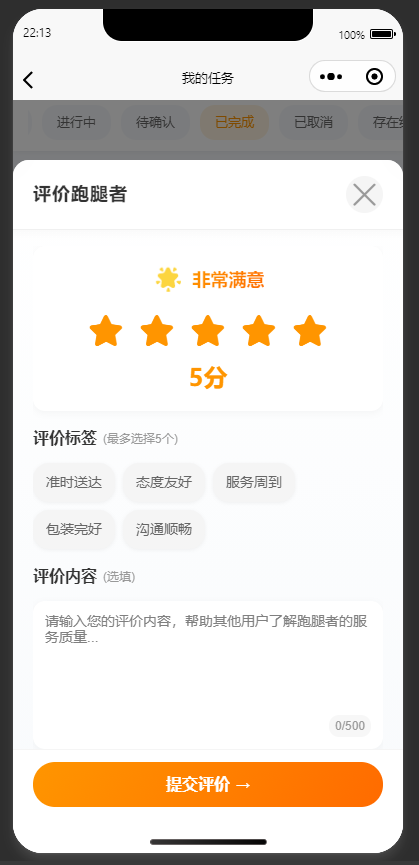 22:13
100%
我的任务
进行中
待确认
已完成
已取消
存在
评价跑腿者
非常满意
5分
评价标签 (最多选择5个)
准时送达
态度友好
服务周到
包装完好
沟通顺畅
评价内容 (选填)
请输入您的评价内容，帮助其他用户了解跑腿者的服
务质量...
0/500
提交评价 →